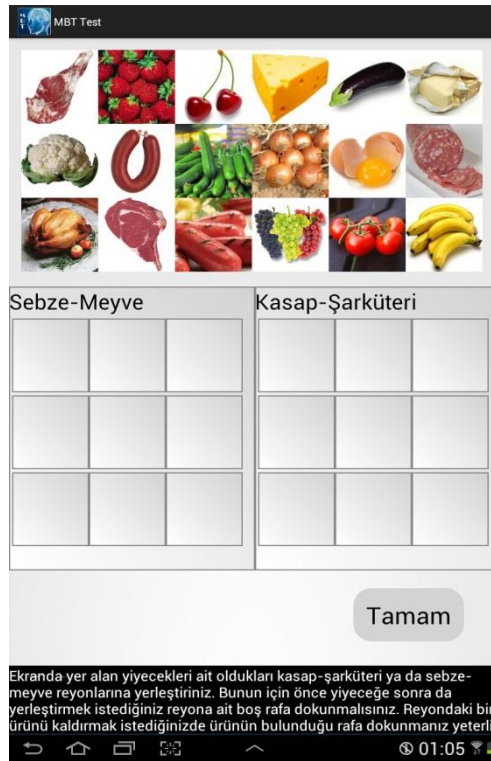 MBT
MBT Test
Sebze-Meyve
Kasap-Şarküteri
Tamam
Ekranda yer alan yiyecekleri ait oldukları kasap-şarküteri ya da sebze-
meyve reyonlarına yerleştiriniz. Bunun için önce yiyeceğe sonra da
yerleştirmek istediğiniz reyona ait boş rafa dokunmalısınız. Reyondaki bir
ürünü kaldırmak istediğinizde ürünün bulunduğu rafa dokunmanız yeterli
01:05